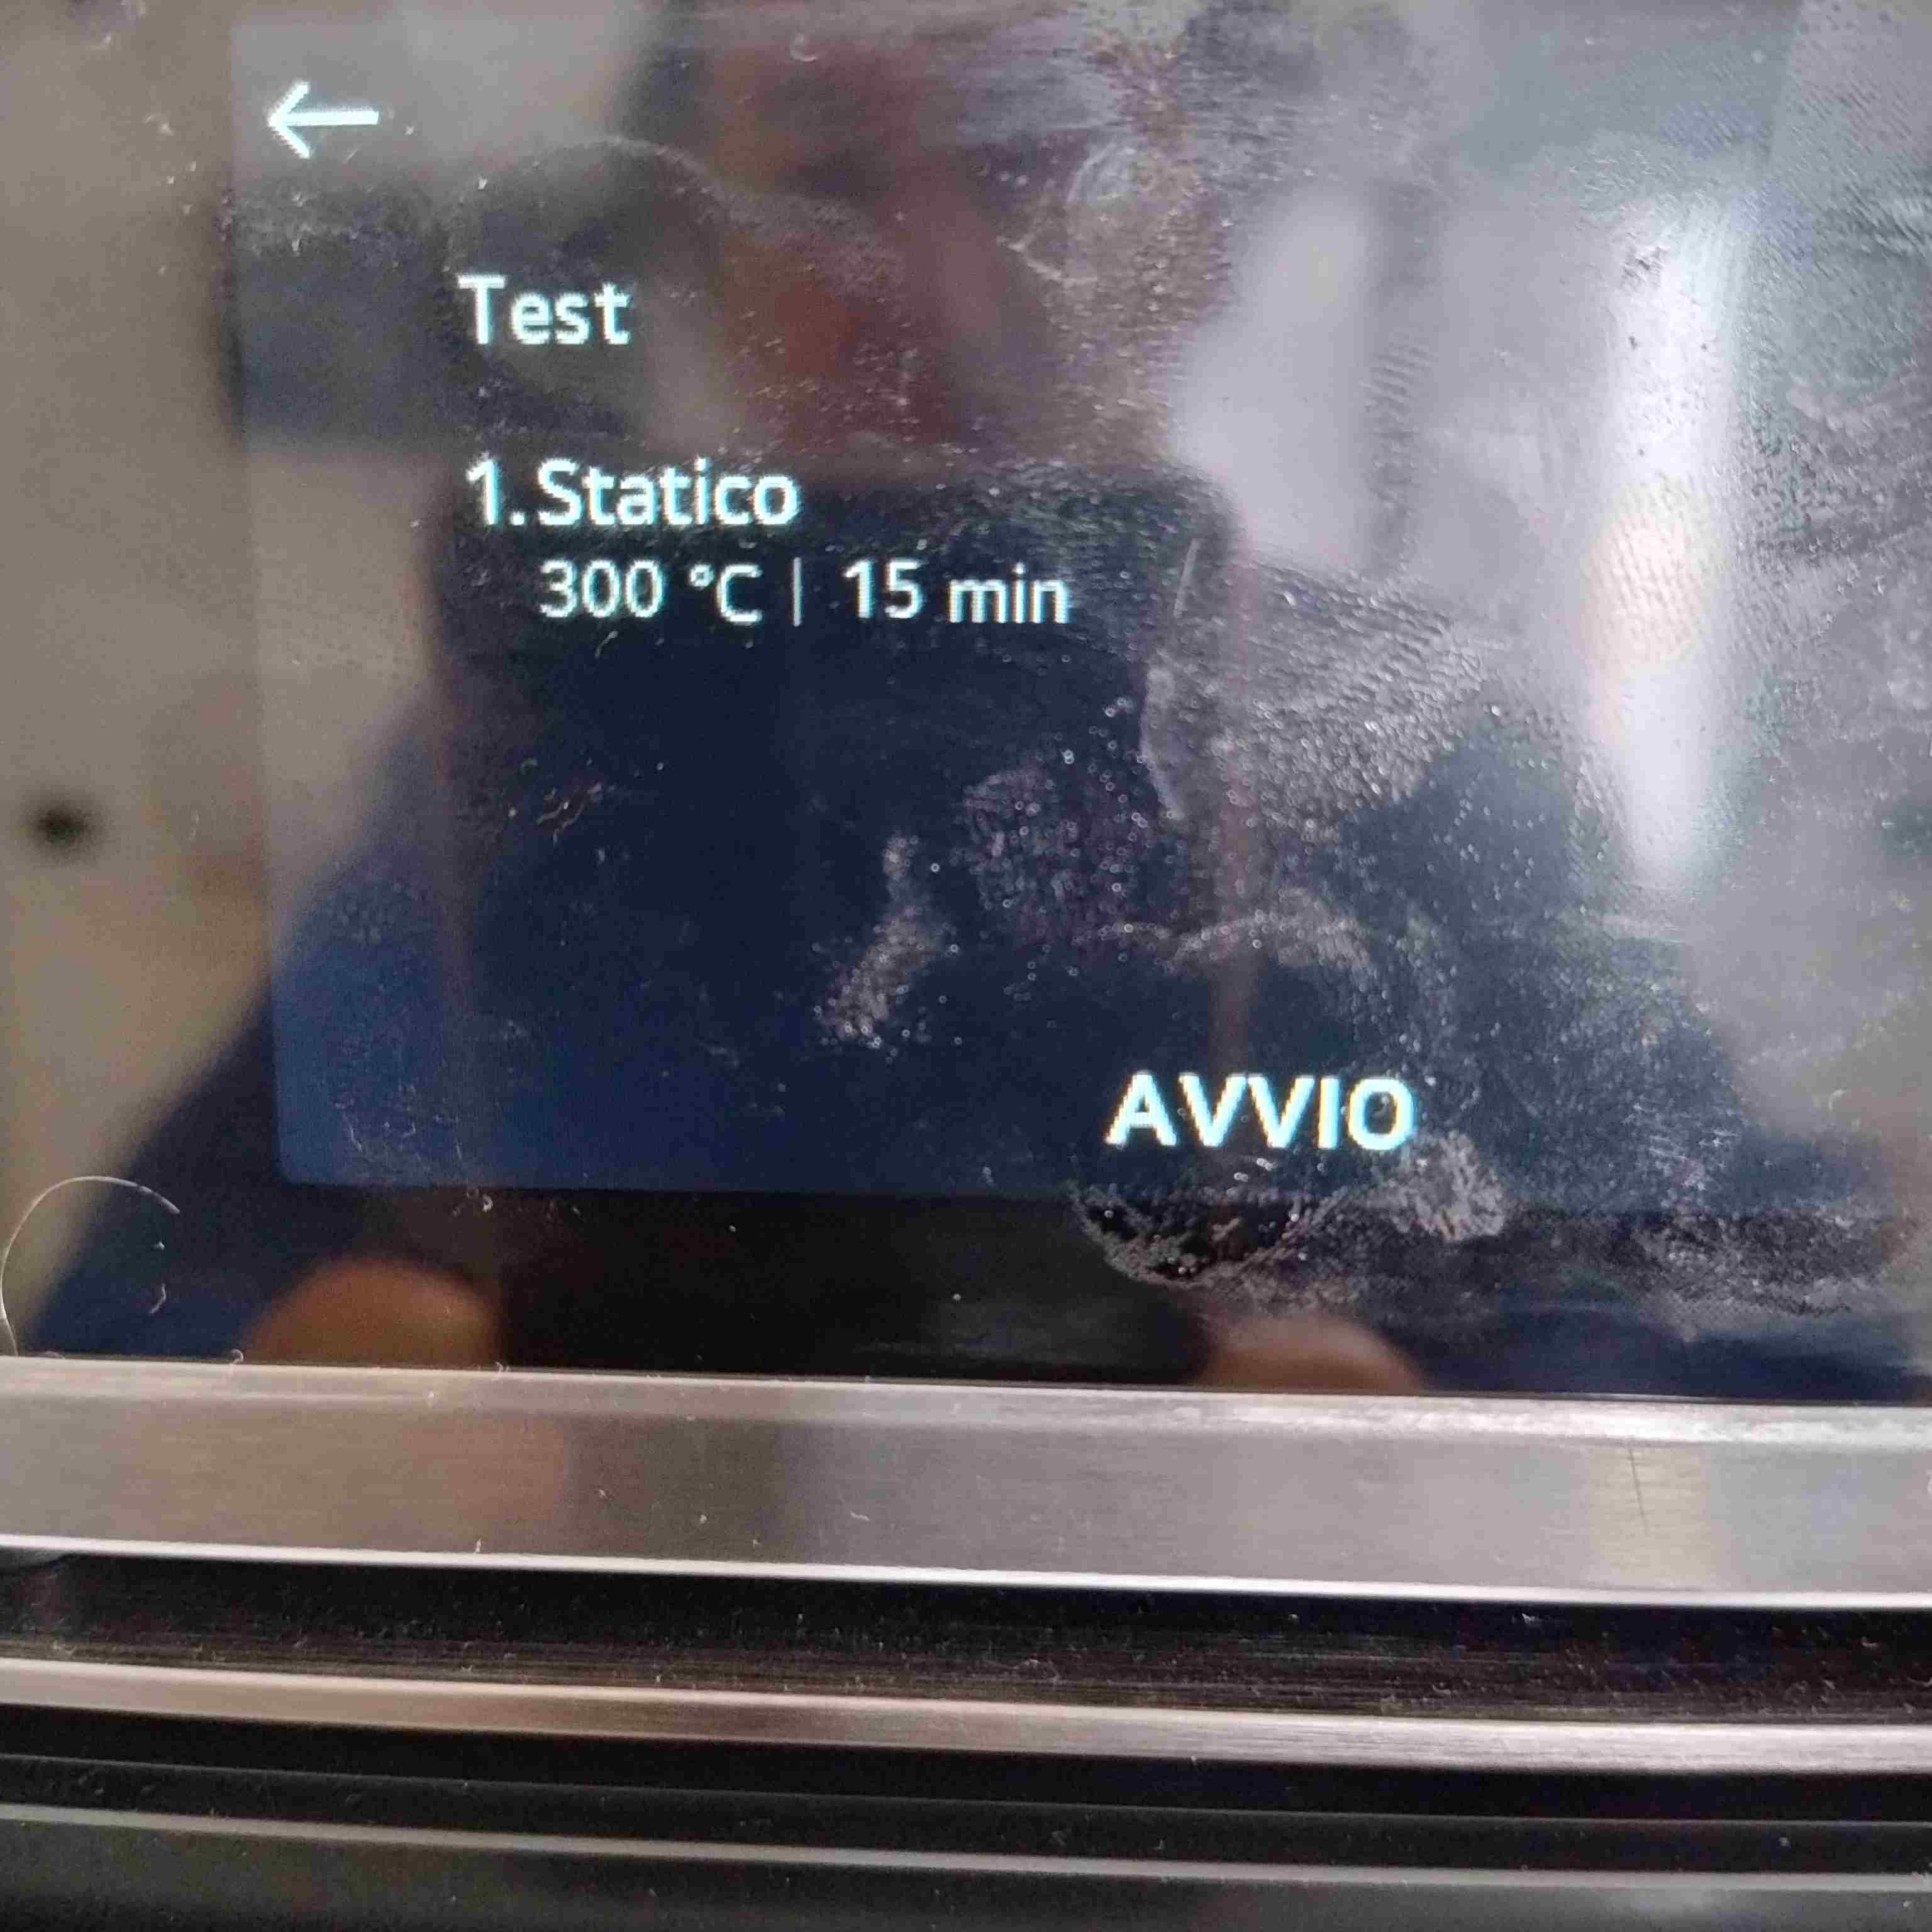 Test
1. Statico
300 °C | 15 min
AVVIO